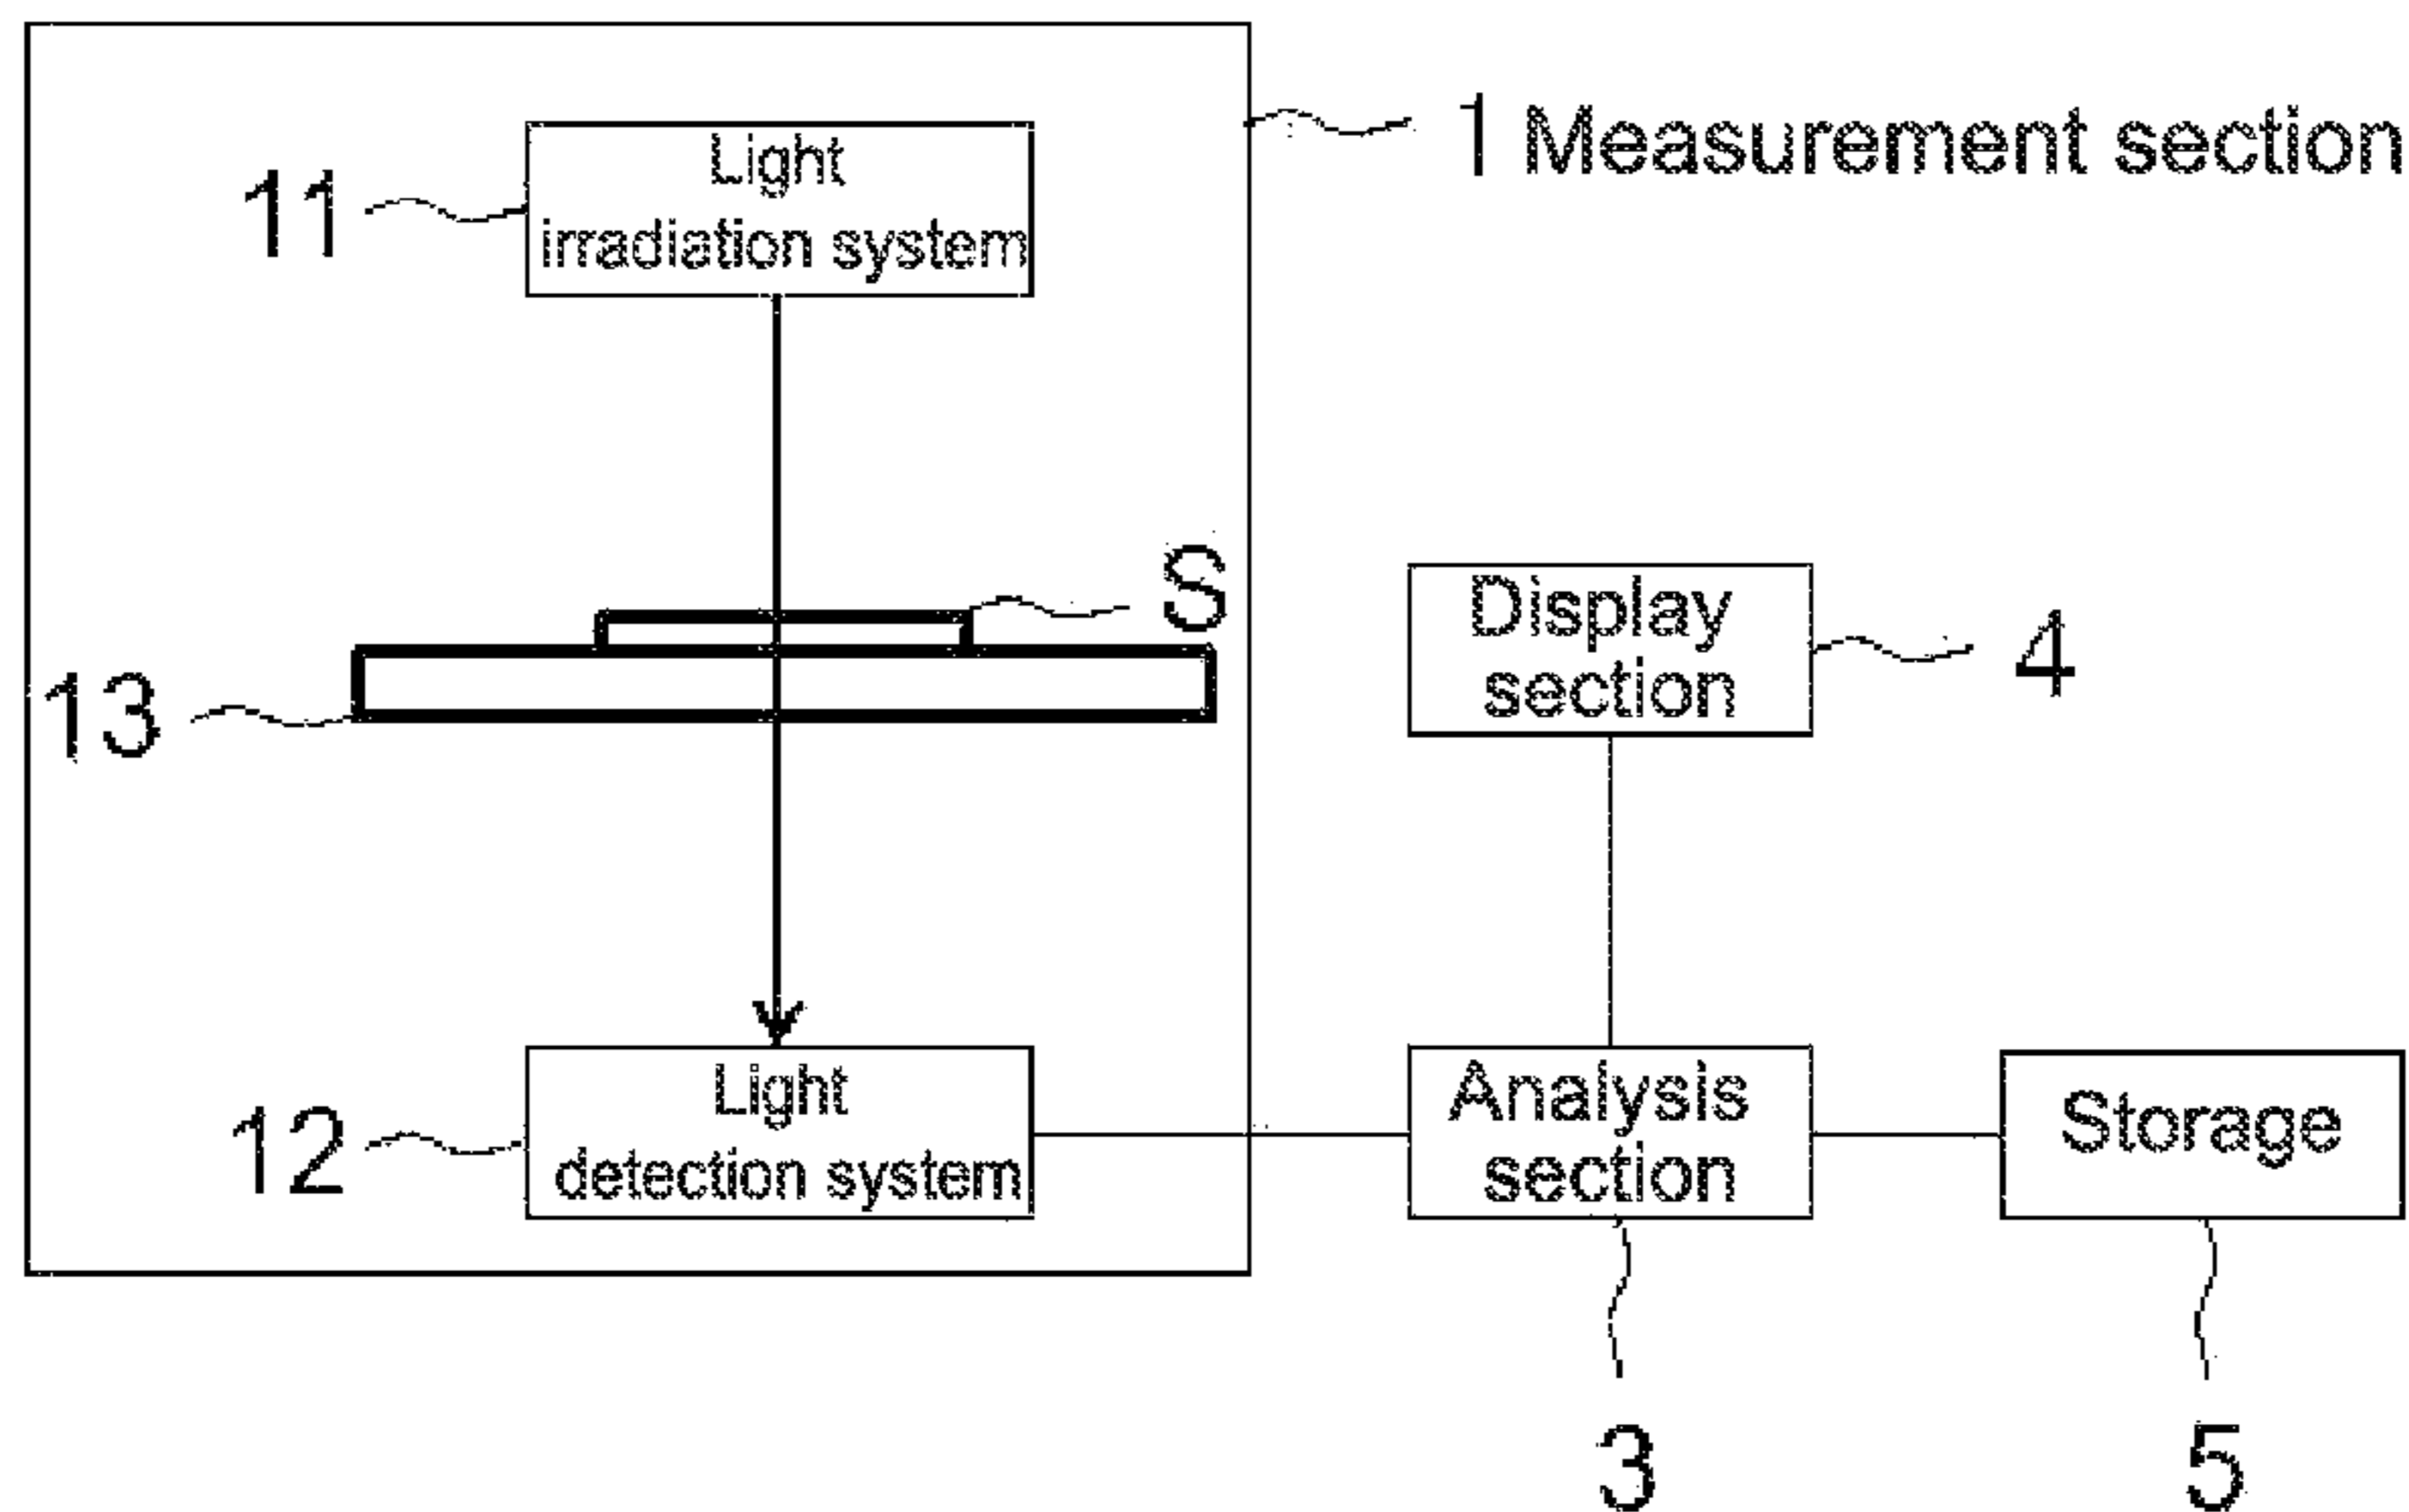 1 Measurement section
Light
irradiation system
11
S
13
Display
section
4
Light
detection system
12
Analysis
section
Storage
3
5